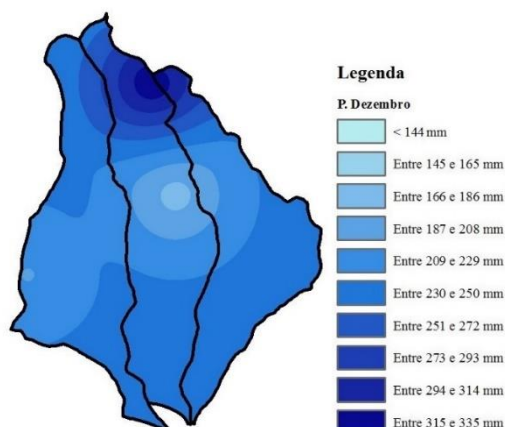 Legenda
P. Dezembro
< 144 mm
Entre 145 e 165 mm
Entre 166 e 186 mm
Entre 187 e 208 mm
Entre 209 e 229 mm
Entre 230 e 250 mm
Entre 251 e 272 mm
Entre 273 e 293 mm
Entre 294 e 314 mm
Entre 315 e 335 mm